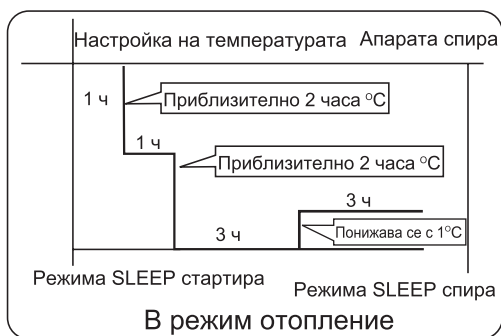 Настройка на температурата Апарата спира
1 ч
Приблизително 2 часа °C
1 ч
Приблизително 2 часа °C
3 ч
3 ч
Понижава се с 1°C
Режима SLEEP стартира
Режима SLEEP спира
В режим отопление